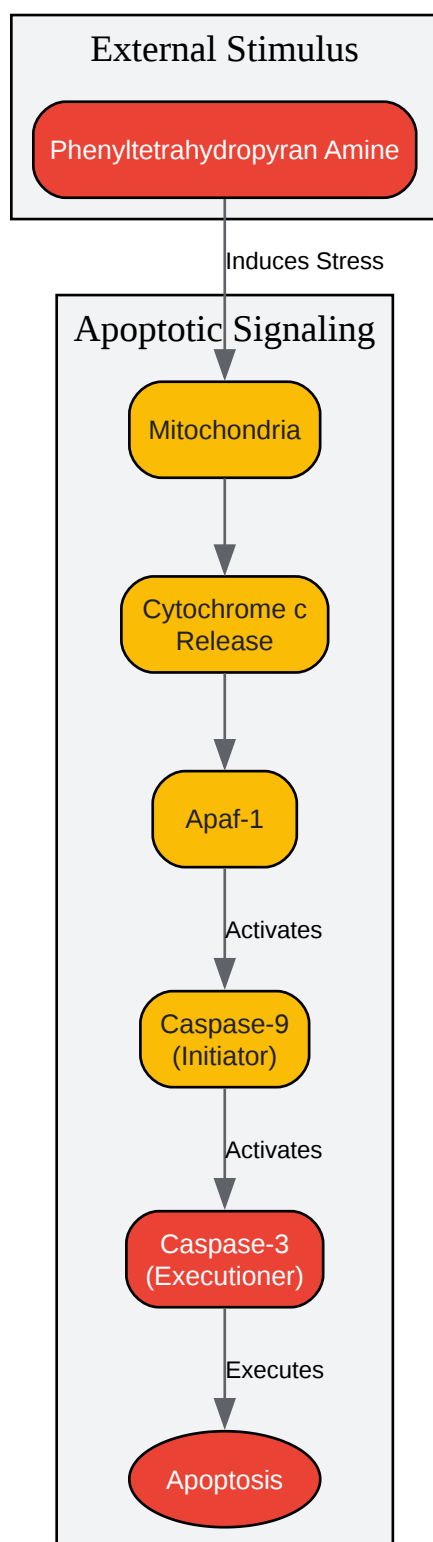 External Stimulus
Phenyltetrahydropyran Amine
Induces Stress
Apoptotic Signaling
Mitochondria
Cytochrome c
Release
Apaf-1
Activates
Caspase-9
(Initiator)
Activates
Caspase-3
(Executioner)
Executes
Apoptosis